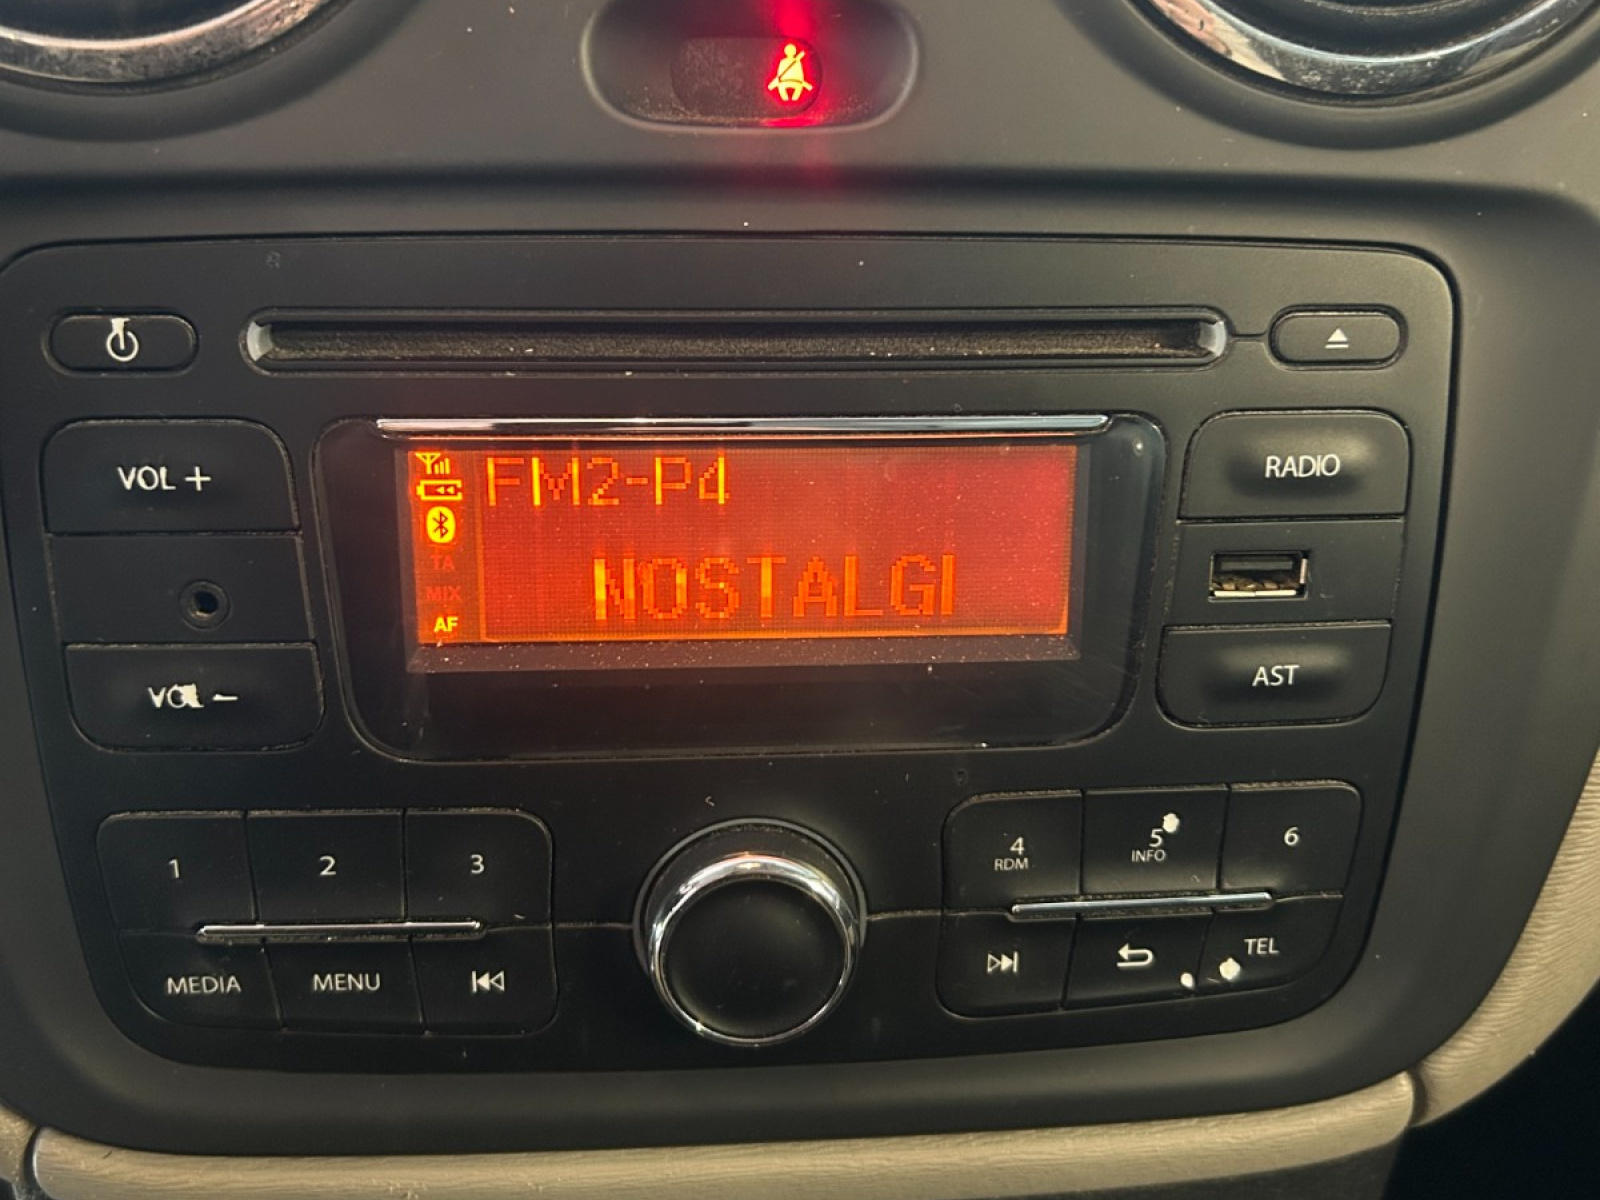 VOL +
FM2-P4
TA
MIX
AF
NOSTALGI
RADIO
VOL -
AST
1 2 3
4 5 6
RDM INFO
MEDIA MENU
TEL